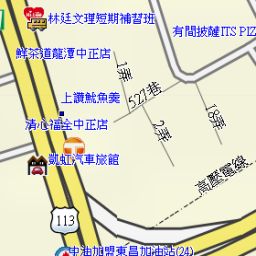 林廷文理短期補習班
有間披薩ITS PIZ
鮮茶道龍潭中正店
1弄
上讚魷魚羹
527巷
18弄
清心福全中正店
2弄
凱虹汽車旅館
高壓電線
113
中油加盟東昌加油站(24)